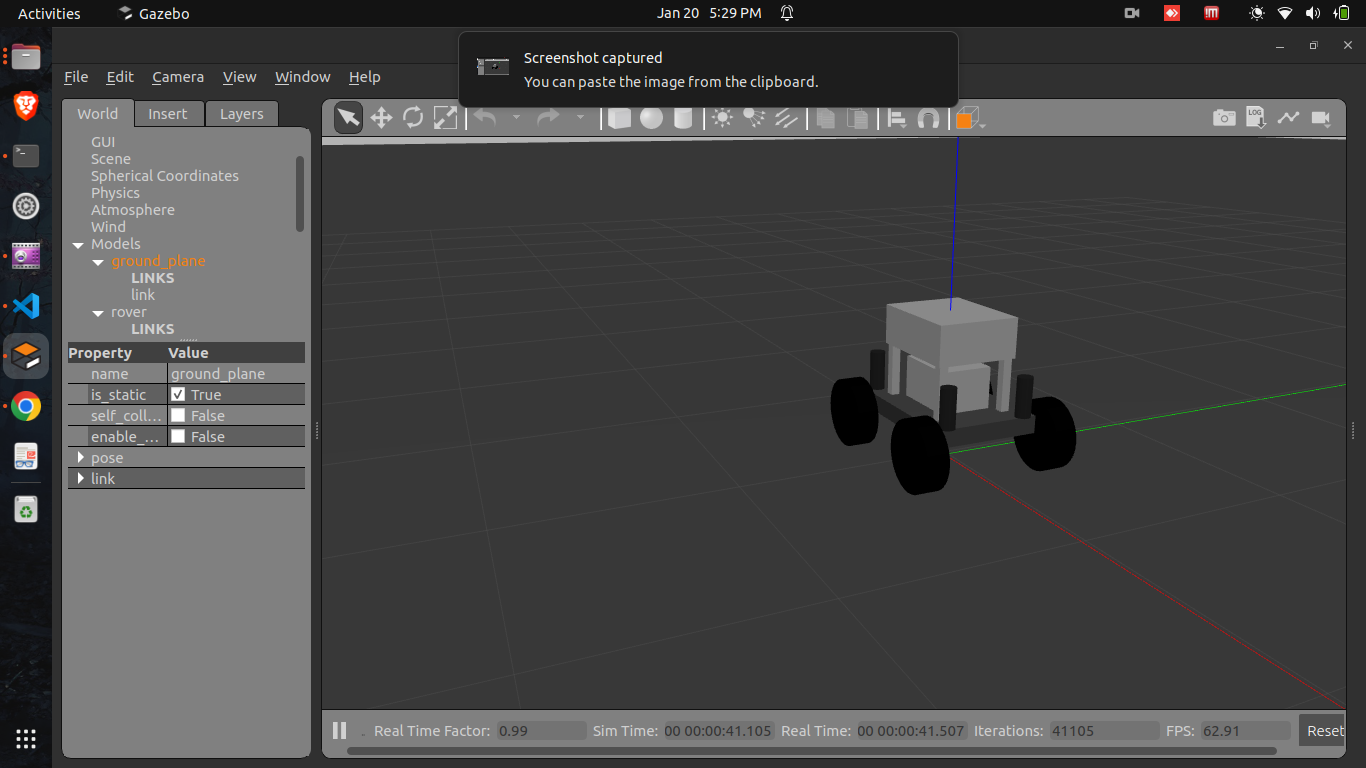 Activities
Gazebo
Jan 20 5:29 PM
Screenshot captured
You can paste the image from the clipboard.
File Edit Camera View Window Help
World Insert Layers
GUI
Scene
Spherical Coordinates
Physics
Atmosphere
Wind
Models
ground_plane
LINKS
link
rover
LINKS
Property Value
name ground_plane
is_static True
self_coll... False
enable_... False
pose
link
LOG
Real Time Factor: 0.99 Sim Time: 00 00:00:41.105 Real Time: 00 00:00:41.507 Iterations: 41105 FPS: 62.91 Reset